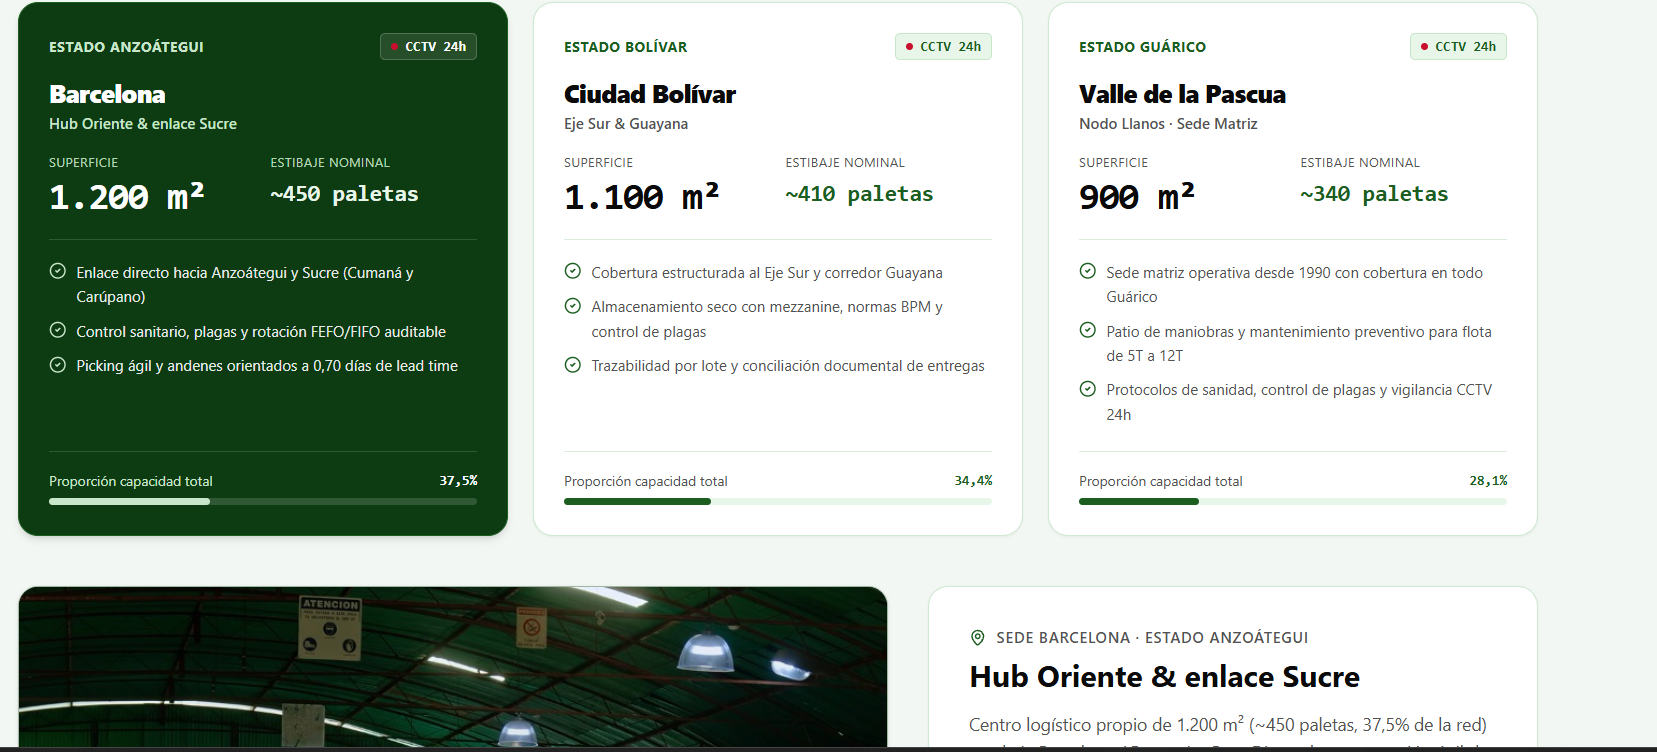 ESTADO ANZOÁTEGUI
CCTV 24h
Barcelona
Hub Oriente & enlace Sucre
SUPERFICIE
ESTIBAJE NOMINAL
1.200 m²
~450 paletas
Enlace directo hacia Anzoátegui y Sucre (Cumaná y
Carúpano)
Control sanitario, plagas y rotación FEFO/FIFO auditable
Picking ágil y andenes orientados a 0,70 días de lead time
Proporción capacidad total
37,5%
ESTADO BOLÍVAR
CCTV 24h
Ciudad Bolívar
Eje Sur & Guayana
SUPERFICIE
ESTIBAJE NOMINAL
1.100 m²
~410 paletas
Cobertura estructurada al Eje Sur y corredor Guayana
Almacenamiento seco con mezzanine, normas BPM y
control de plagas
Trazabilidad por lote y conciliación documental de entregas
Proporción capacidad total
34,4%
ESTADO GUÁRICO
CCTV 24h
Valle de la Pascua
Nodo Llanos · Sede Matriz
SUPERFICIE
ESTIBAJE NOMINAL
900 m²
~340 paletas
Sede matriz operativa desde 1990 con cobertura en todo
Guárico
Patio de maniobras y mantenimiento preventivo para flota
de 5T a 12T
Protocolos de sanidad, control de plagas y vigilancia CCTV
24h
Proporción capacidad total
28,1%
ATENCION
SEDE BARCELONA · ESTADO ANZOÁTEGUI
Hub Oriente & enlace Sucre
Centro logístico propio de 1.200 m² (~450 paletas, 37,5% de la red)